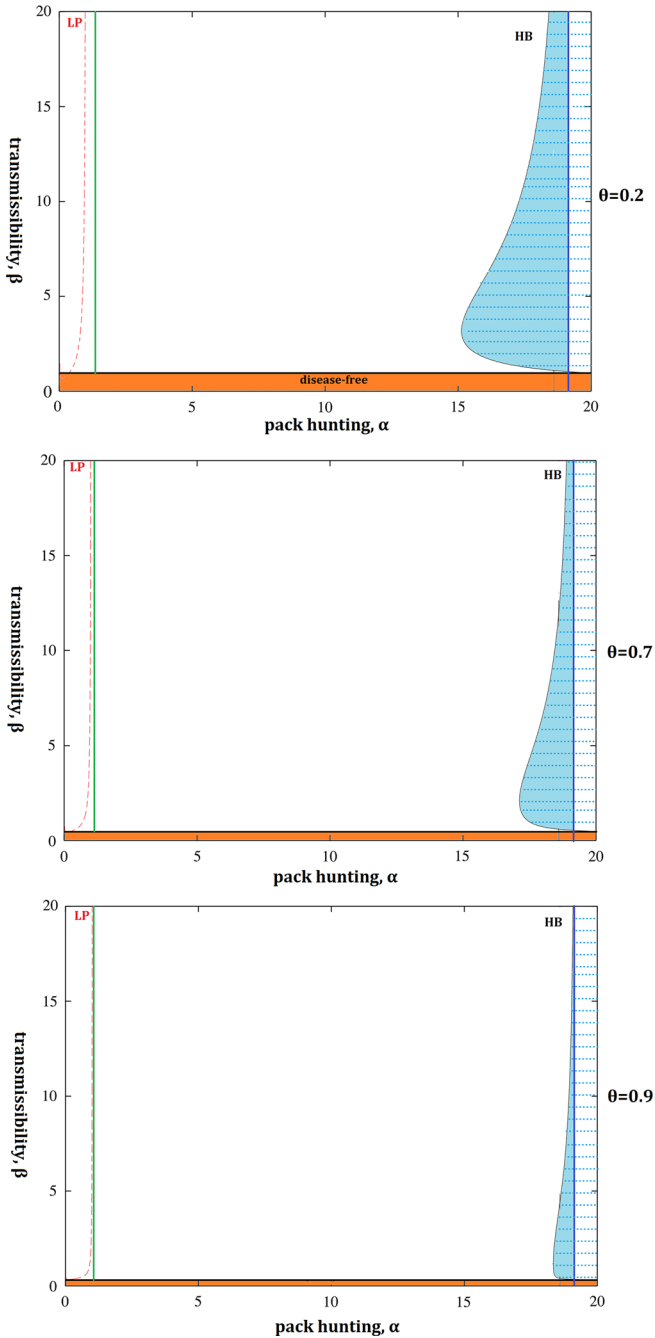 20
LP
HB
15
transmissibility, β
10
θ=0.2
5
disease-free
0
0 5 10 15 20
pack hunting, α
20
LP
HB
15
transmissibility, β
10
θ=0.7
5
0
0 5 10 15 20
pack hunting, α
20
LP
HB
15
transmissibility, β
10
θ=0.9
5
0
0 5 10 15 20
pack hunting, α